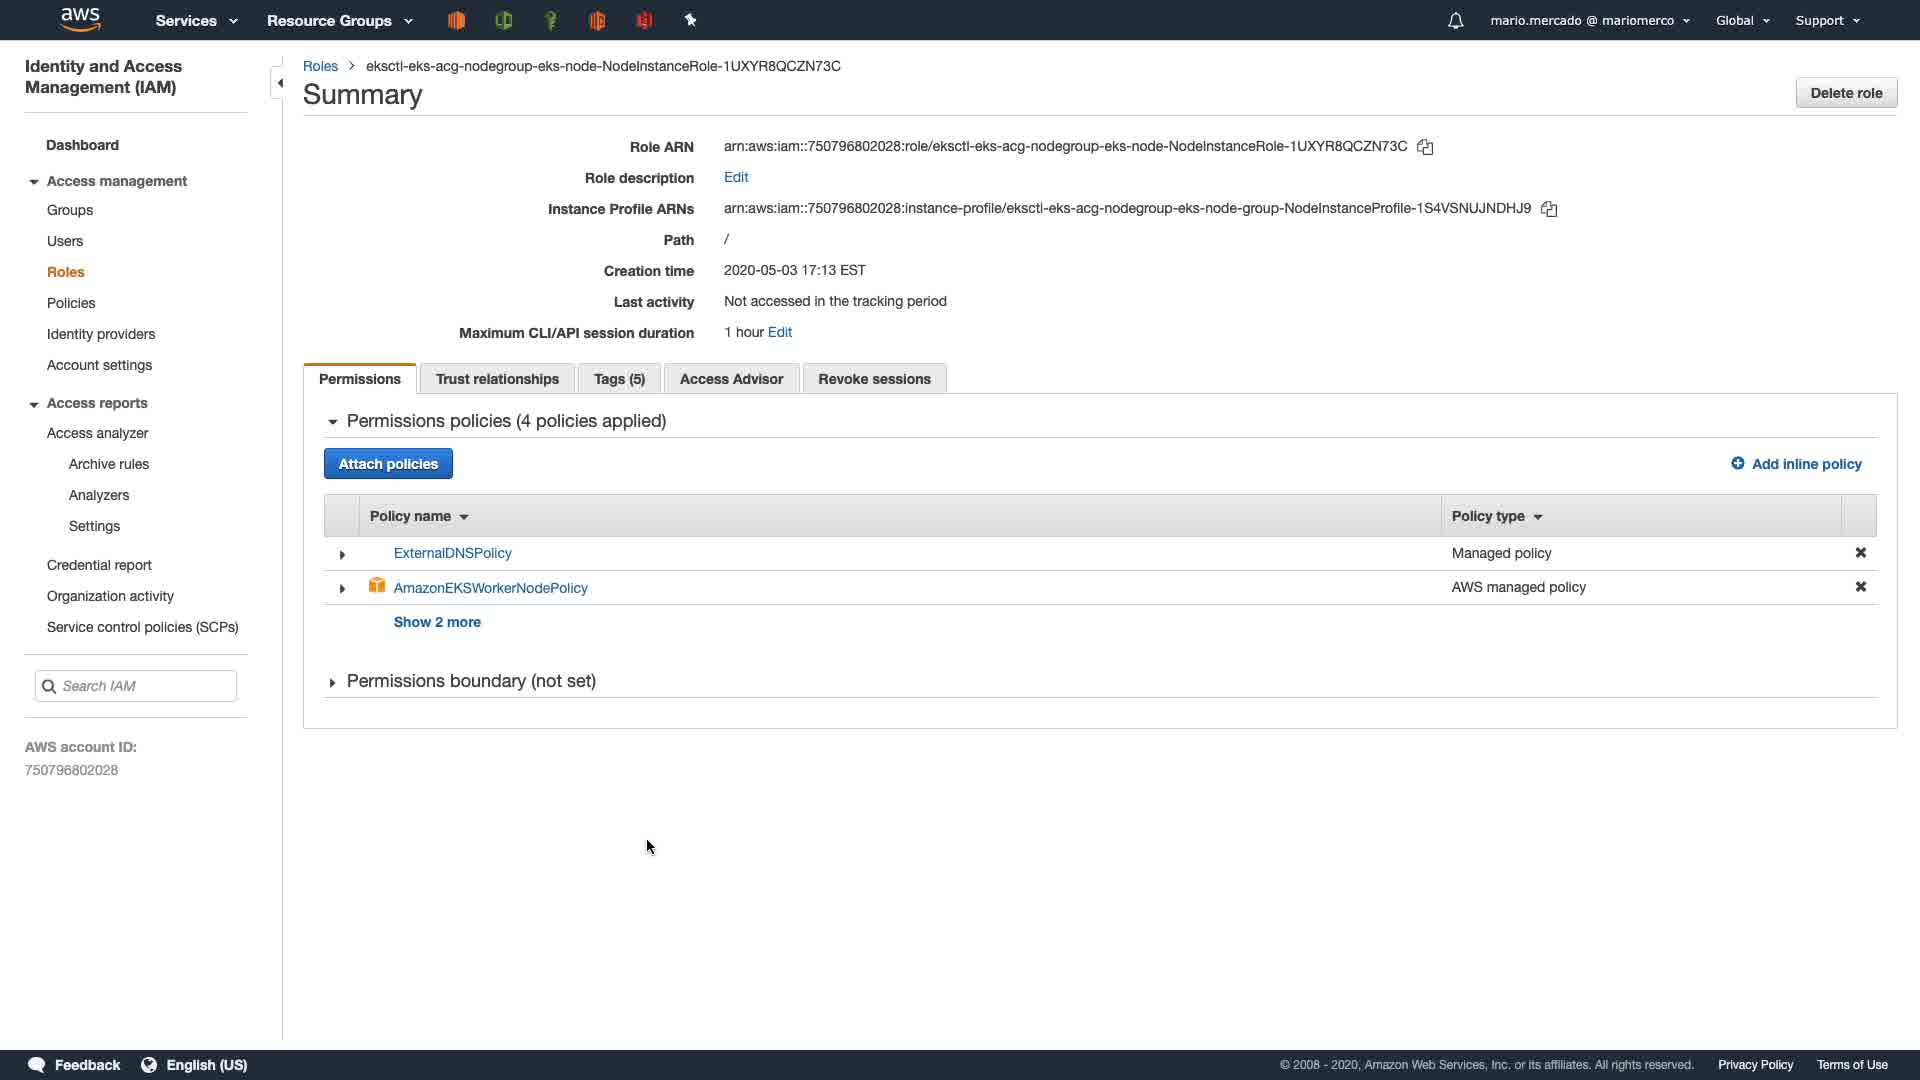 aws Services Resource Groups mario.mercado @ mariomerco Global Support
Identity and Access
Management (IAM)
Dashboard
Access management
Groups
Users
Roles
Policies
Identity providers
Account settings
Access reports
Access analyzer
Archive rules
Analyzers
Settings
Credential report
Organization activity
Service control policies (SCPs)
Search IAM
AWS account ID:
750796802028
Roles > eksctl-eks-acg-nodegroup-eks-node-NodeInstanceRole-1UXYR8QCZN73C
Summary
Delete role
Role ARN arn:aws:iam::750796802028:role/eksctl-eks-acg-nodegroup-eks-node-NodeInstanceRole-1UXYR8QCZN73C
Role description Edit
Instance Profile ARNs arn:aws:iam::750796802028:instance-profile/eksctl-eks-acg-nodegroup-eks-node-group-NodeInstanceProfile-1S4VSNUJNDHJ9
Path /
Creation time 2020-05-03 17:13 EST
Last activity Not accessed in the tracking period
Maximum CLI/API session duration 1 hour Edit
Permissions Trust relationships Tags (5) Access Advisor Revoke sessions
Permissions policies (4 policies applied)
Attach policies Add inline policy
Policy name Policy type
ExternalDNSPolicy Managed policy
AmazonEKSWorkerNodePolicy AWS managed policy
Show 2 more
Permissions boundary (not set)
Feedback English (US) © 2008 - 2020, Amazon Web Services, Inc. or its affiliates. All rights reserved. Privacy Policy Terms of Use